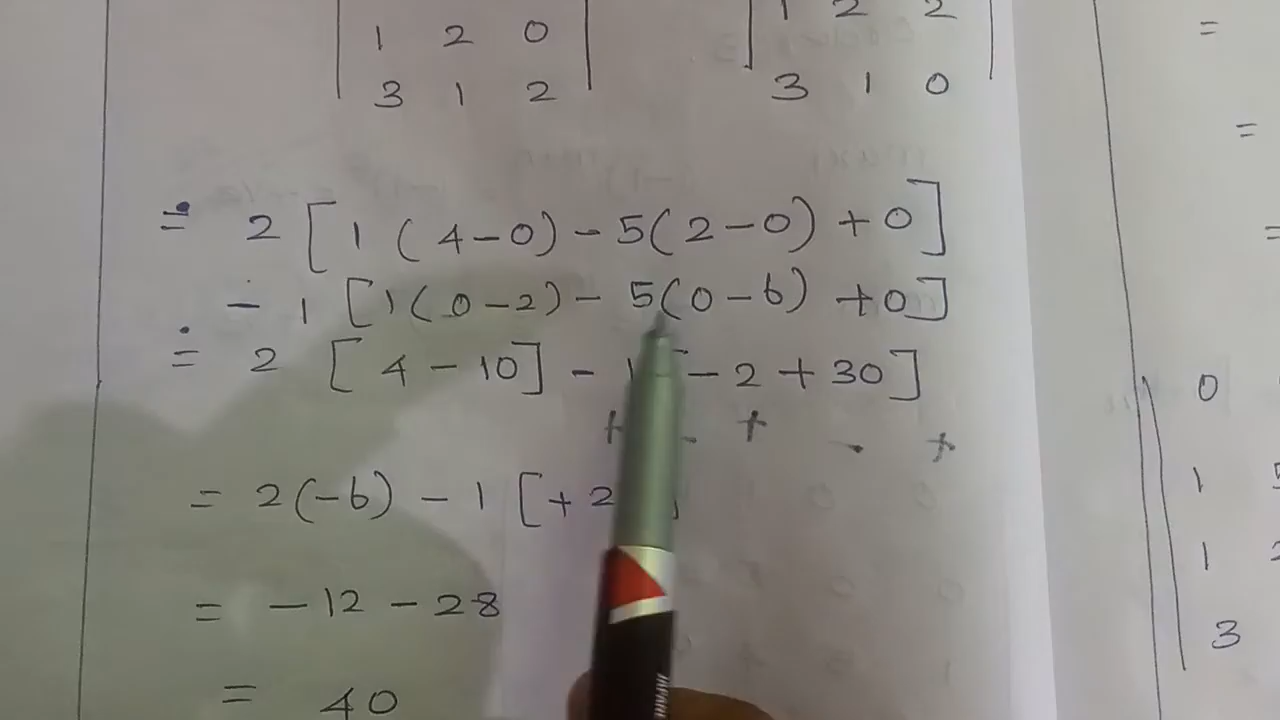 1 2 0
3 1 2
1 2 2
3 1 0
= 2 [ 1 ( 4 - 0 ) - 5 ( 2 - 0 ) + 0 ]
- 1 [ 1 ( 0 - 2 ) - 5 ( 0 - 6 ) + 0 ]
= 2 [ 4 - 10 ] - 1 [ - 2 + 30 ]
+ - + - +
= 2 ( - 6 ) - 1 [ + 2
= - 12 - 28
= 40
=
=
=
0
1 5
1 2
3